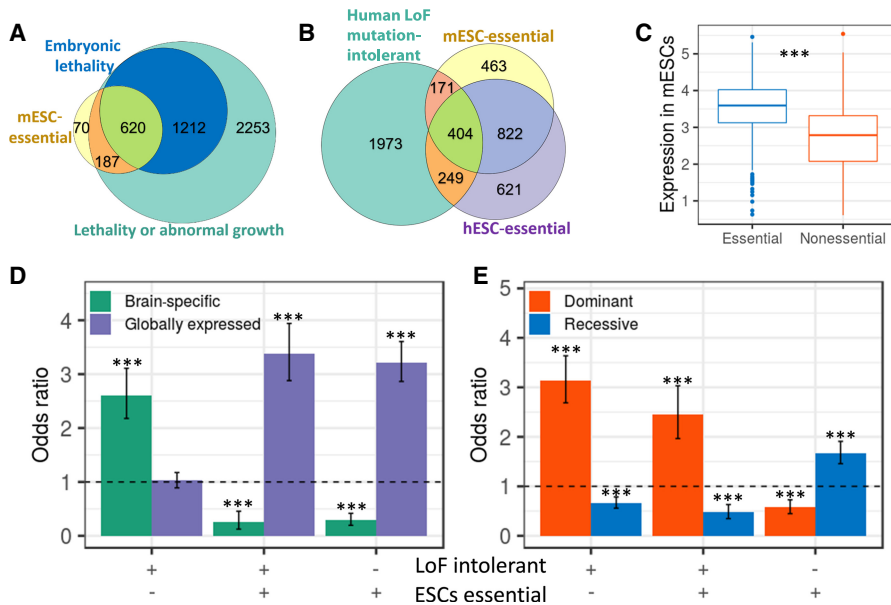 A
Embryonic
lethality
mESC-
essential
70
620
1212
2253
187
Lethality or abnormal growth
B
Human LoF
mutation-
intolerant
mESC-essential
463
171
1973
404
822
249
621
hESC-essential
C
Expression in mESCs
5
4
3
2
1
***
Essential
Nonessential
D
Brain-specific
Globally expressed
Odds ratio
4
3
2
1
0
***
***
***
***
***
E
Dominant
Recessive
Odds ratio
5
4
3
2
1
0
***
***
***
***
***
***
+ + - LoF intolerant + + -
- + + ESCs essential - + +